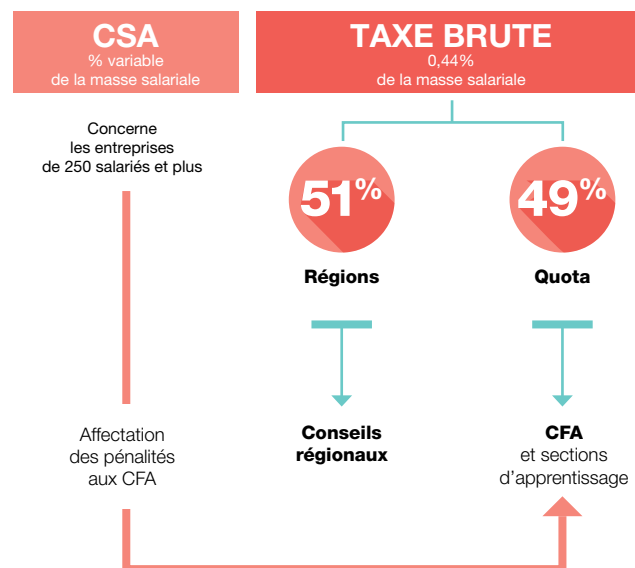 CSA
% variable
de la masse salariale
TAXE BRUTE
0,44%
de la masse salariale
Concerne
les entreprises
de 250 salariés et plus
51%
49%
Régions
Quota
Affectation
des pénalités
aux CFA
Conseils
régionaux
CFA
et sections
d'apprentissage